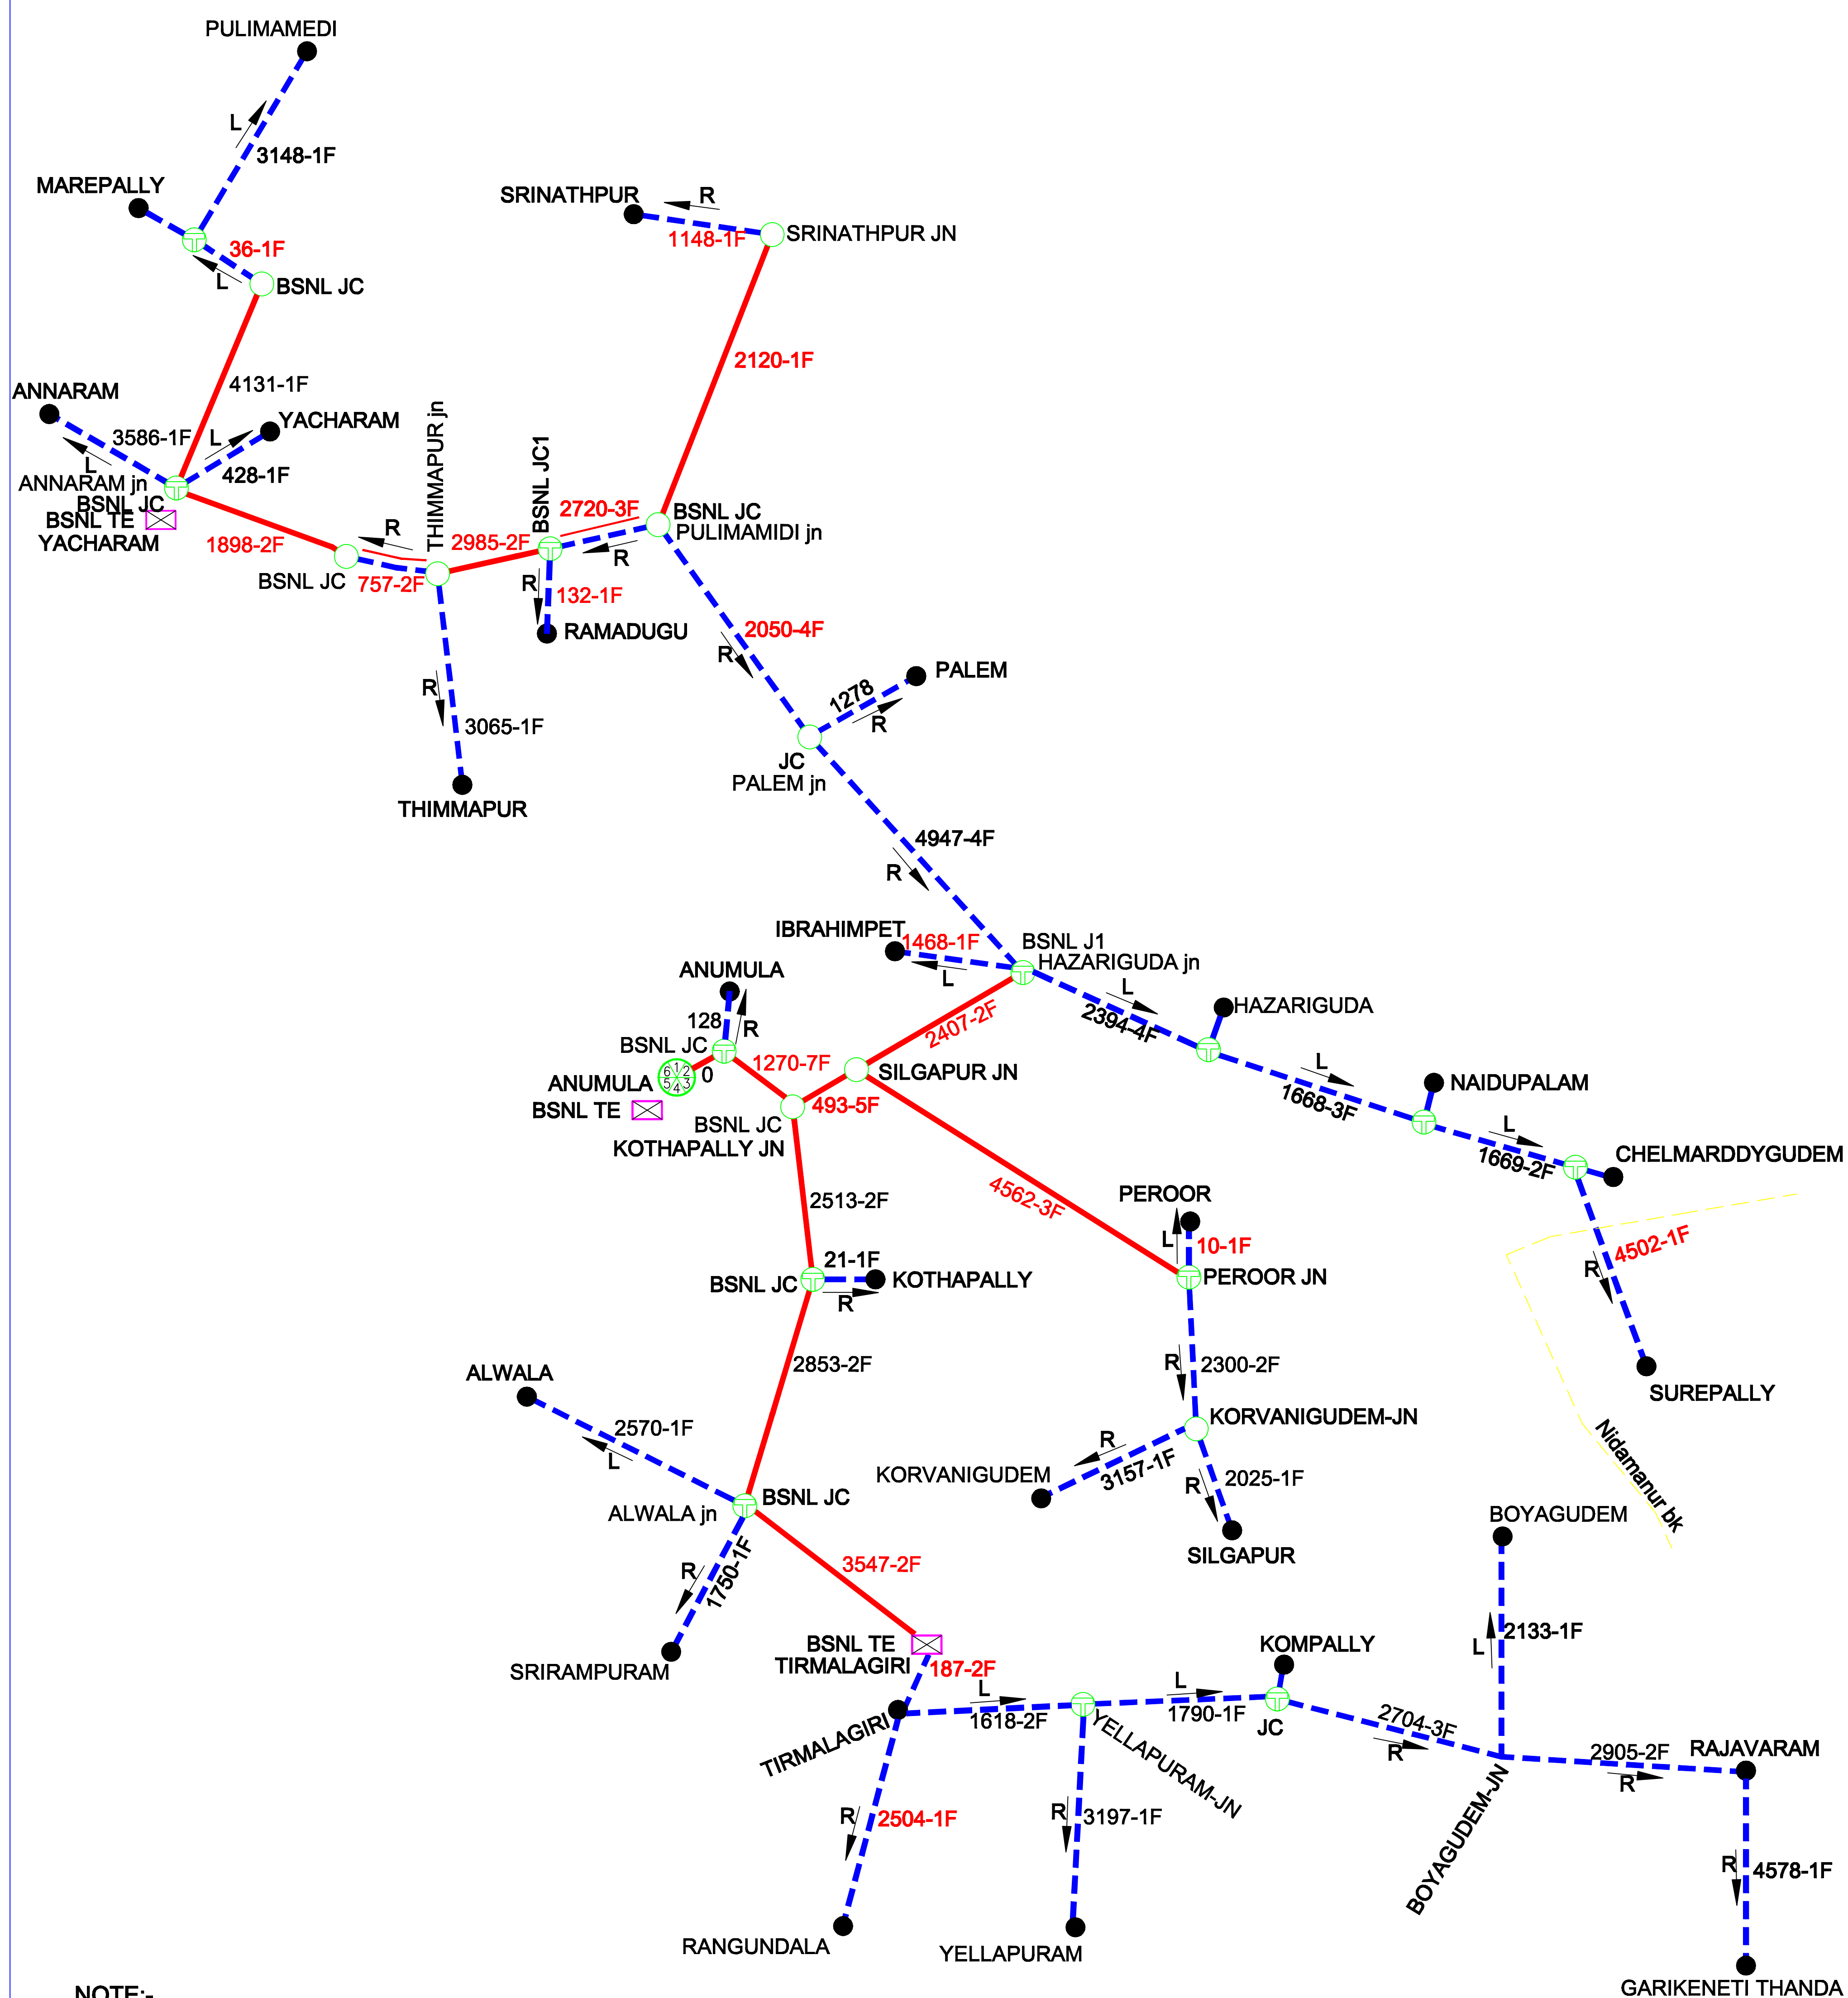 PULIMAMEDI
L
3148-1F
MAREPALLY
36-1F
L
BSNL JC
SRINATHPUR
R
1148-1F
SRINATHPUR JN
2120-1F
4131-1F
ANNARAM
3586-1F
L
YACHARAM
L
428-1F
ANNARAM jn
BSNL JC
BSNL TE
YACHARAM
1898-2F
BSNL JC
R
757-2F
THIMMAPUR jn
2985-2F
BSNL JC1
2720-3F
R
BSNL JC
PULIMAMIDI jn
R
132-1F
RAMADUGU
R
3065-1F
THIMMAPUR
2050-4F
R
1278
R
PALEM
JC
PALEM jn
4947-4F
R
IBRAHIMPET
1468-1F
L
BSNL J1
HAZARIGUDA jn
ANUMULA
128
R
BSNL JC
1270-7F
ANUMULA
1
2
3
4
5
6
0
BSNL TE
2407-2F
SILGAPUR JN
493-5F
BSNL JC
KOTHAPALLY JN
L
2394-4F
HAZARIGUDA
L
1668-3F
NAIDUPALAM
L
1669-2F
CHELMARDDYGUDEM
4502-1F
R
SUREPALLY
Nidamanur bk
4562-3F
PEROOR
L
10-1F
PEROOR JN
2513-2F
21-1F
BSNL JC
KOTHAPALLY
R
2853-2F
R
2300-2F
KORVANIGUDEM-JN
R
3157-1F
KORVANIGUDEM
R
2025-1F
SILGAPUR
ALWALA
2570-1F
L
BSNL JC
ALWALA jn
R
1750-1F
SRIRAMPURAM
3547-2F
BSNL TE
TIRMALAGIRI
187-2F
TIRMALAGIRI
L
1618-2F
R
2504-1F
RANGUNDALA
YELLAPURAM-JN
R
3197-1F
YELLAPURAM
L
1790-1F
KOMPALLY
JC
2704-3F
R
BOYAGUDEM
2133-1F
L
BOYAGUDEM-JN
2905-2F
R
RAJAVARAM
R
4578-1F
GARIKENETI THANDA
NOTE:-